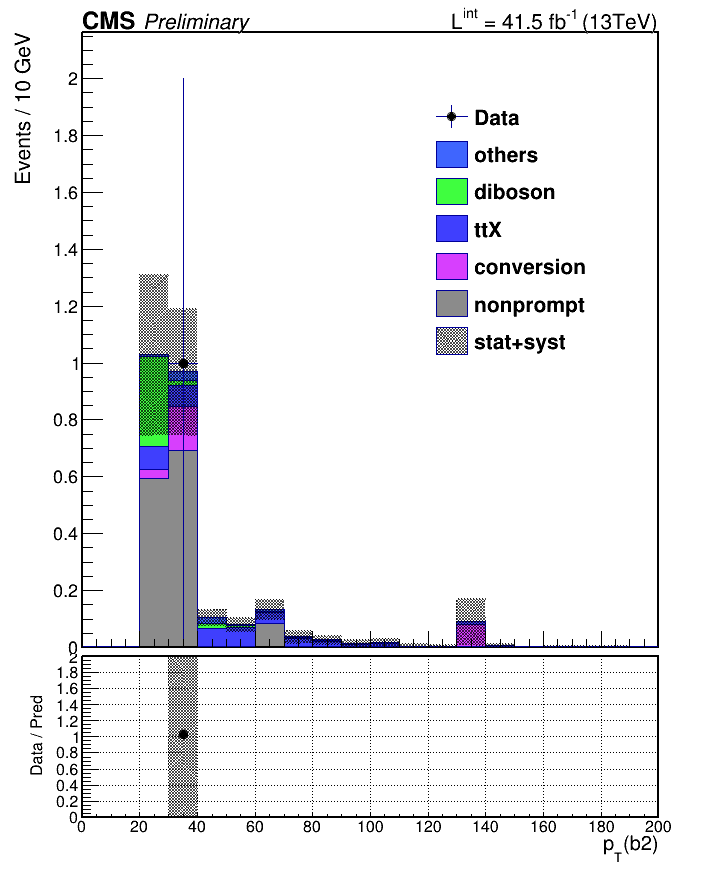 CMS Preliminary L^int = 41.5 fb^-1 (13TeV)
Events / 10 GeV
2
1.8
1.6
1.4
1.2
1
0.8
0.6
0.4
0.2
0
Data
others
diboson
ttX
conversion
nonprompt
stat+syst
Data / Pred
2
1.8
1.6
1.4
1.2
1
0.8
0.6
0.4
0.2
0
0 20 40 60 80 100 120 140 160 180 200
p_T(b2)